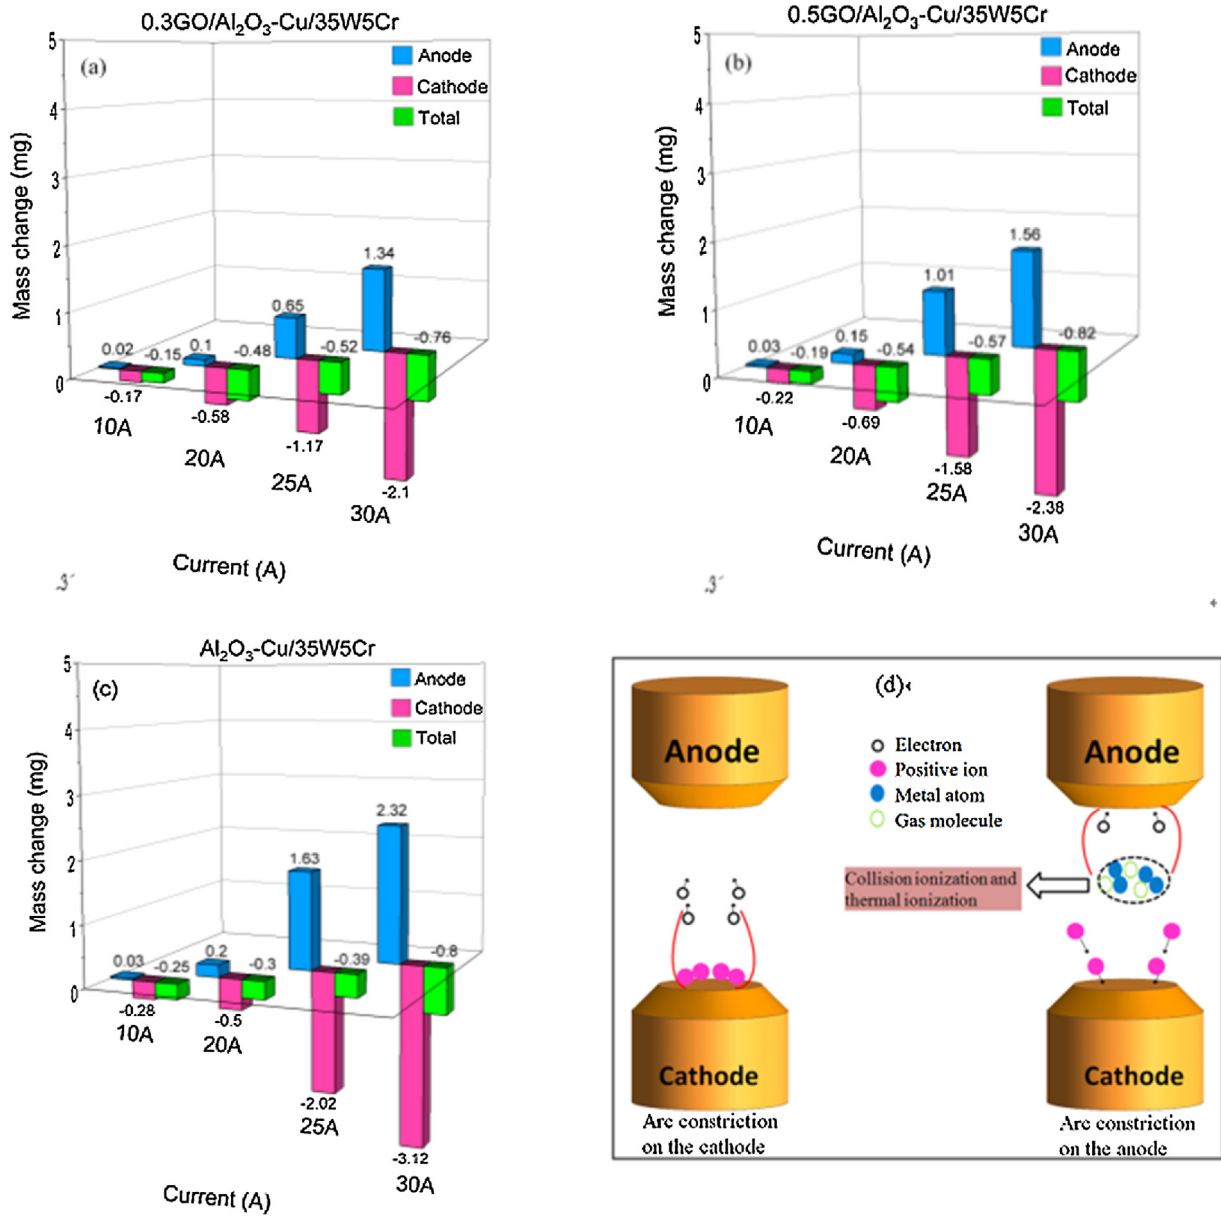 0.3GO/Al₂O₃-Cu/35W5Cr
(a)
Anode
Cathode
Total
Mass change (mg)
5
4
3
2
1
0
0.02
-0.15
-0.17
0.1
-0.48
-0.58
0.65
-0.52
-1.17
1.34
-0.76
-2.1
10A
20A
25A
30A
Current (A)
0.5GO/Al₂O₃-Cu/35W5Cr
(b)
Anode
Cathode
Total
Mass change (mg)
5
4
3
2
1
0
0.03
-0.19
-0.22
0.15
-0.54
-0.69
1.01
-0.57
-1.58
1.56
-0.82
-2.38
10A
20A
25A
30A
Current (A)
Al₂O₃-Cu/35W5Cr
(c)
Anode
Cathode
Total
Mass change (mg)
5
4
3
2
1
0
0.03
-0.25
-0.28
0.2
-0.3
-0.5
1.63
-0.39
-2.02
2.32
-0.8
-3.12
10A
20A
25A
30A
Current (A)
(d)
Anode
Anode
Electron
Positive ion
Metal atom
Gas molecule
Collision ionization and
thermal ionization
Cathode
Cathode
Arc constriction
on the cathode
Arc constriction
on the anode